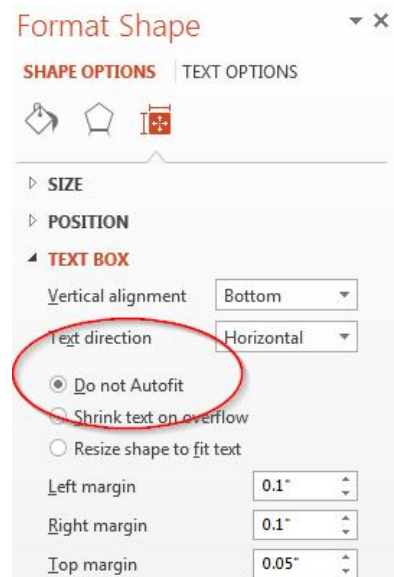 Format Shape
SHAPE OPTIONS TEXT OPTIONS
SIZE
POSITION
TEXT BOX
Vertical alignment Bottom
Text direction Horizontal
Do not Autofit
Shrink text on overflow
Resize shape to fit text
Left margin 0.1"
Right margin 0.1"
Top margin 0.05"